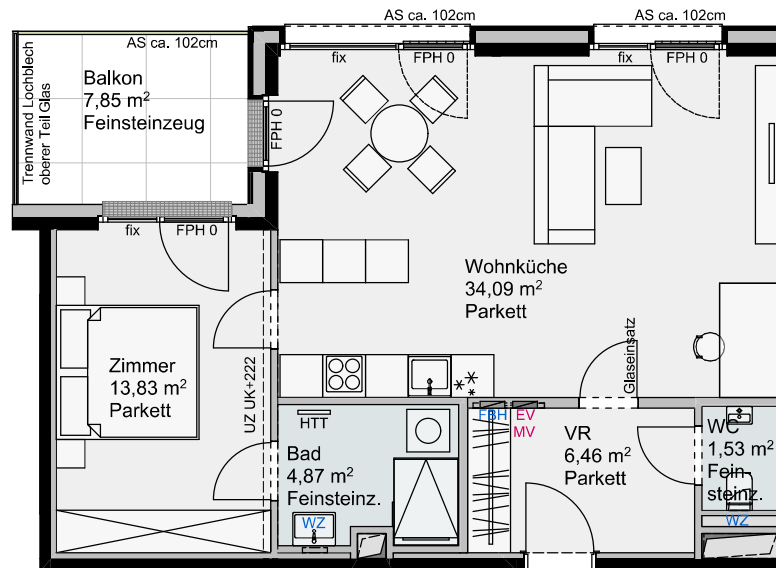 AS ca. 102cm
AS ca. 102cm
fix
FPH 0
fix
FPH 0
Trennwand Lochblech
oberer Teil Glas
Balkon
7,85 m²
Feinsteinzeug
FPH 0
fix
FPH 0
Wohnküche
34,09 m²
Parkett
Zimmer
13,83 m²
Parkett
UZ UK+222
Glaseinsatz
HTT
Bad
4,87 m²
Feinsteinz.
WZ
FBH
EV
MV
VR
6,46 m²
Parkett
WC
1,53 m²
Fein-
steinz.
WZ